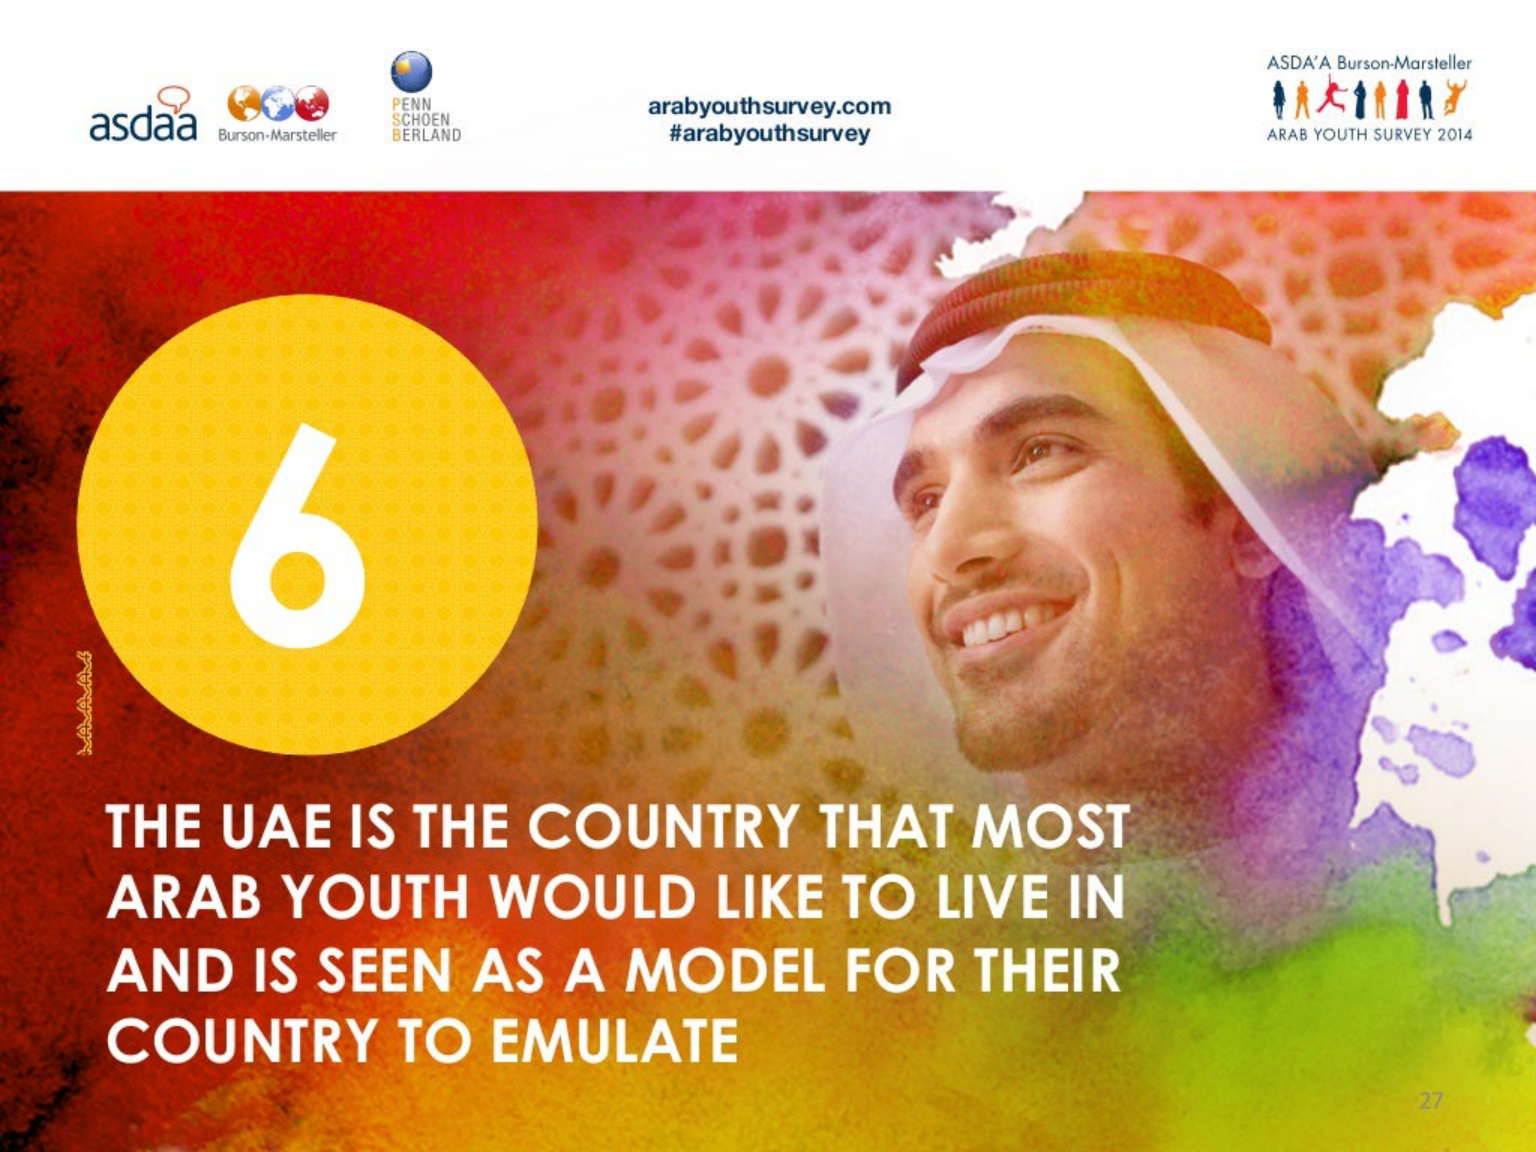 asdaa
Burson-Marsteller
PENN
SCHOEN
BERLAND
arabyouthsurvey.com
#arabyouthsurvey
ASDA'A Burson-Marsteller
ARAB YOUTH SURVEY 2014
6
THE UAE IS THE COUNTRY THAT MOST
ARAB YOUTH WOULD LIKE TO LIVE IN
AND IS SEEN AS A MODEL FOR THEIR
COUNTRY TO EMULATE
27